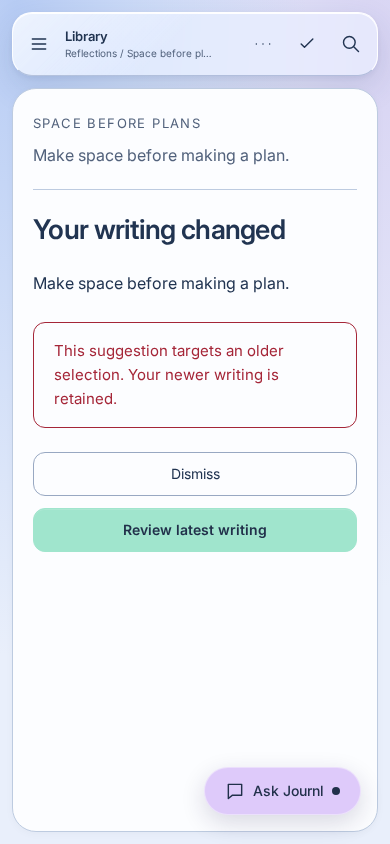 Library
Reflections / Space before pl...
...
SPACE BEFORE PLANS
Make space before making a plan.
Your writing changed
Make space before making a plan.
This suggestion targets an older
selection. Your newer writing is
retained.
Dismiss
Review latest writing
Ask Journl